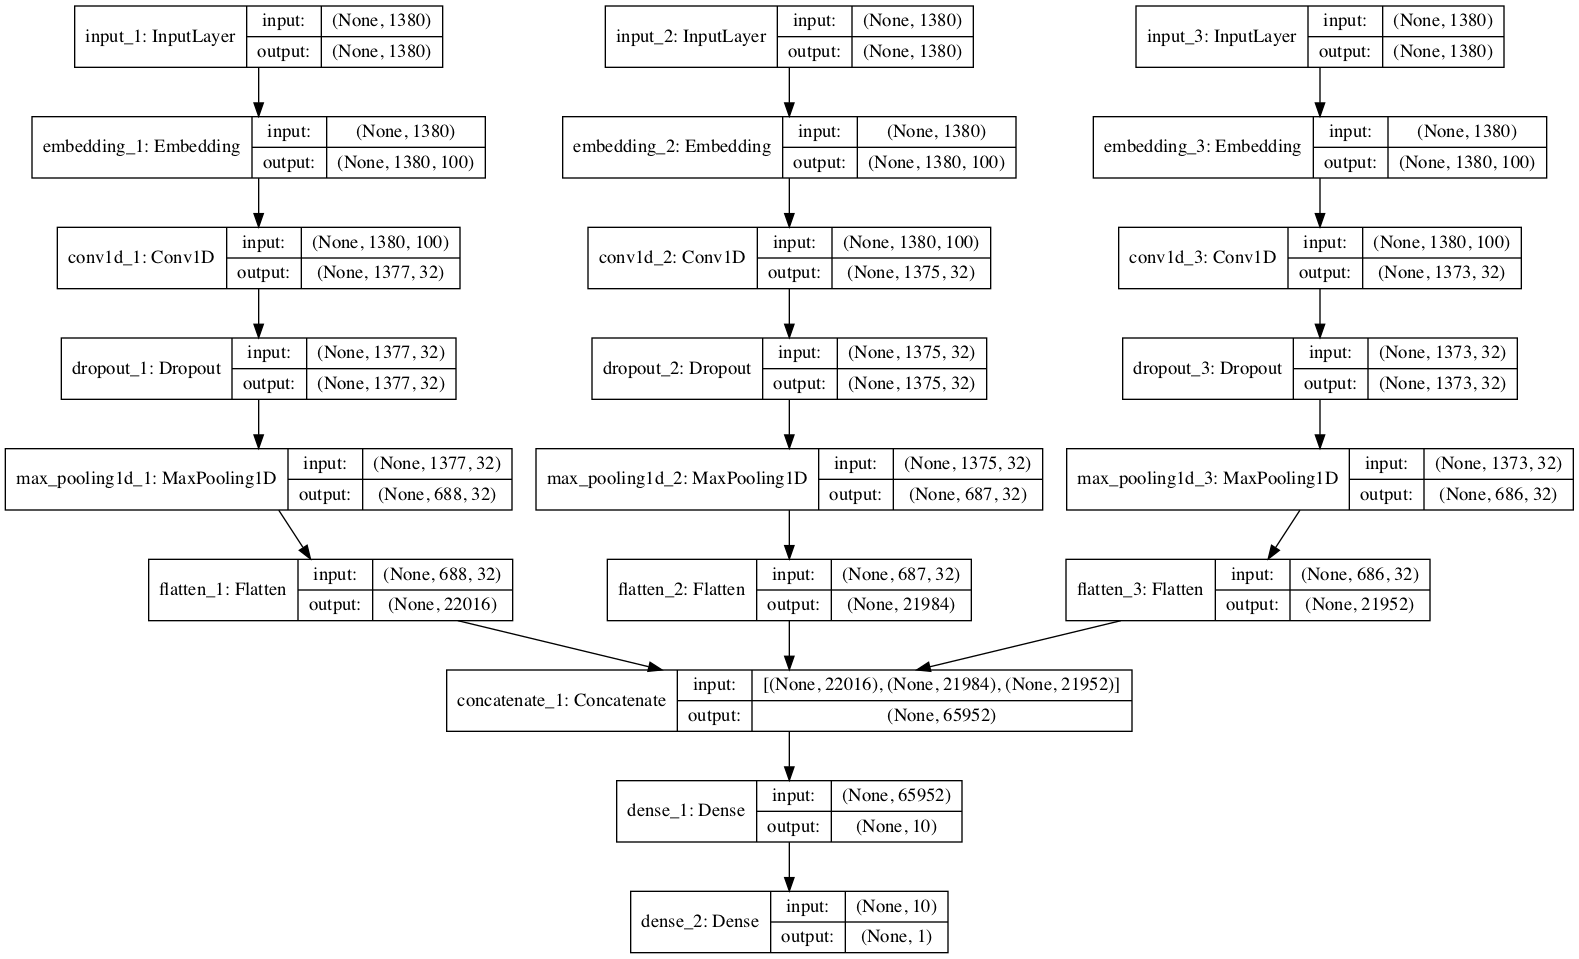 input_1: InputLayer input: (None, 1380)
output: (None, 1380)
input_2: InputLayer input: (None, 1380)
output: (None, 1380)
input_3: InputLayer input: (None, 1380)
output: (None, 1380)
embedding_1: Embedding input: (None, 1380)
output: (None, 1380, 100)
embedding_2: Embedding input: (None, 1380)
output: (None, 1380, 100)
embedding_3: Embedding input: (None, 1380)
output: (None, 1380, 100)
conv1d_1: Conv1D input: (None, 1380, 100)
output: (None, 1377, 32)
conv1d_2: Conv1D input: (None, 1380, 100)
output: (None, 1375, 32)
conv1d_3: Conv1D input: (None, 1380, 100)
output: (None, 1373, 32)
dropout_1: Dropout input: (None, 1377, 32)
output: (None, 1377, 32)
dropout_2: Dropout input: (None, 1375, 32)
output: (None, 1375, 32)
dropout_3: Dropout input: (None, 1373, 32)
output: (None, 1373, 32)
max_pooling1d_1: MaxPooling1D input: (None, 1377, 32)
output: (None, 688, 32)
max_pooling1d_2: MaxPooling1D input: (None, 1375, 32)
output: (None, 687, 32)
max_pooling1d_3: MaxPooling1D input: (None, 1373, 32)
output: (None, 686, 32)
flatten_1: Flatten input: (None, 688, 32)
output: (None, 22016)
flatten_2: Flatten input: (None, 687, 32)
output: (None, 21984)
flatten_3: Flatten input: (None, 686, 32)
output: (None, 21952)
concatenate_1: Concatenate input: [(None, 22016), (None, 21984), (None, 21952)]
output: (None, 65952)
dense_1: Dense input: (None, 65952)
output: (None, 10)
dense_2: Dense input: (None, 10)
output: (None, 1)